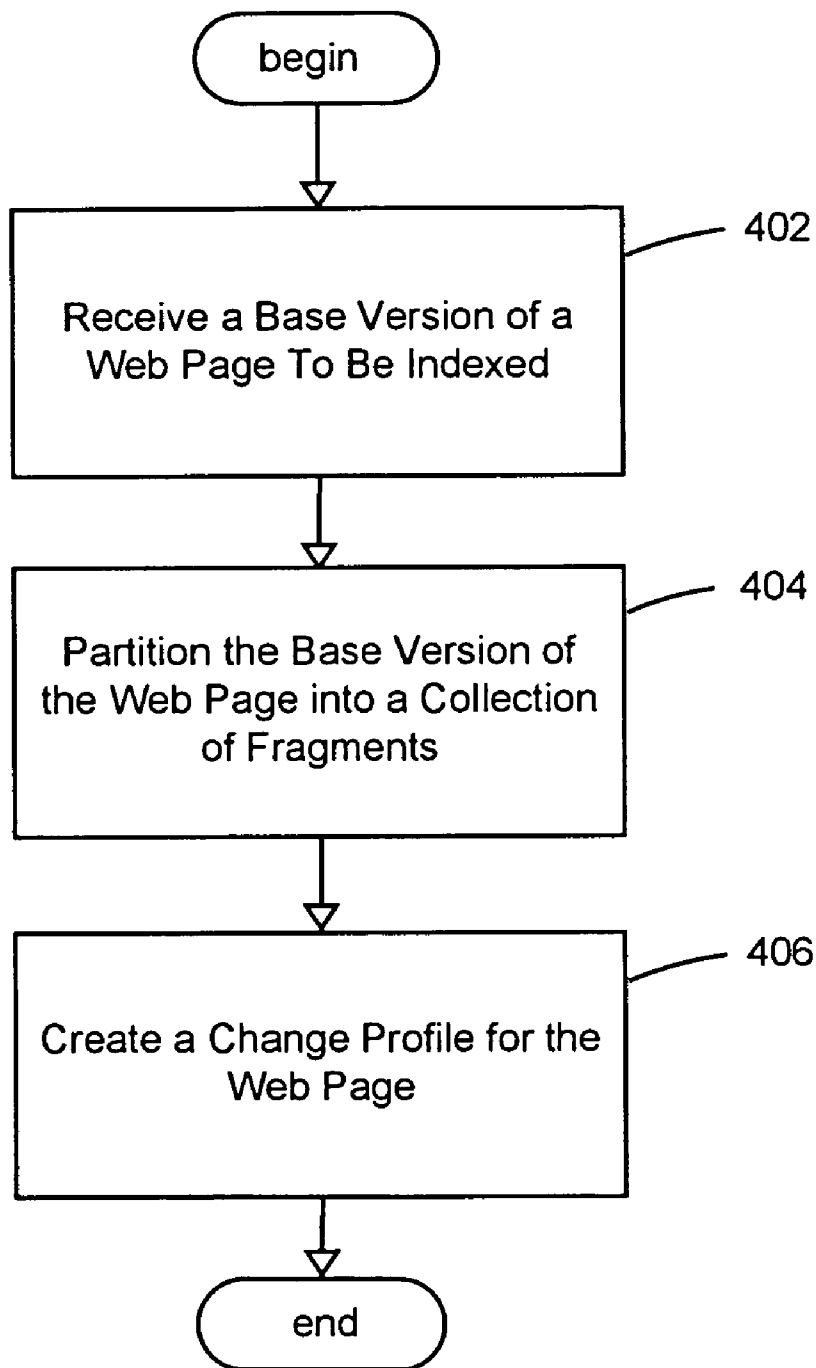 begin
402
Receive a Base Version of a
Web Page To Be Indexed
404
Partition the Base Version of
the Web Page into a Collection
of Fragments
406
Create a Change Profile for the
Web Page
end